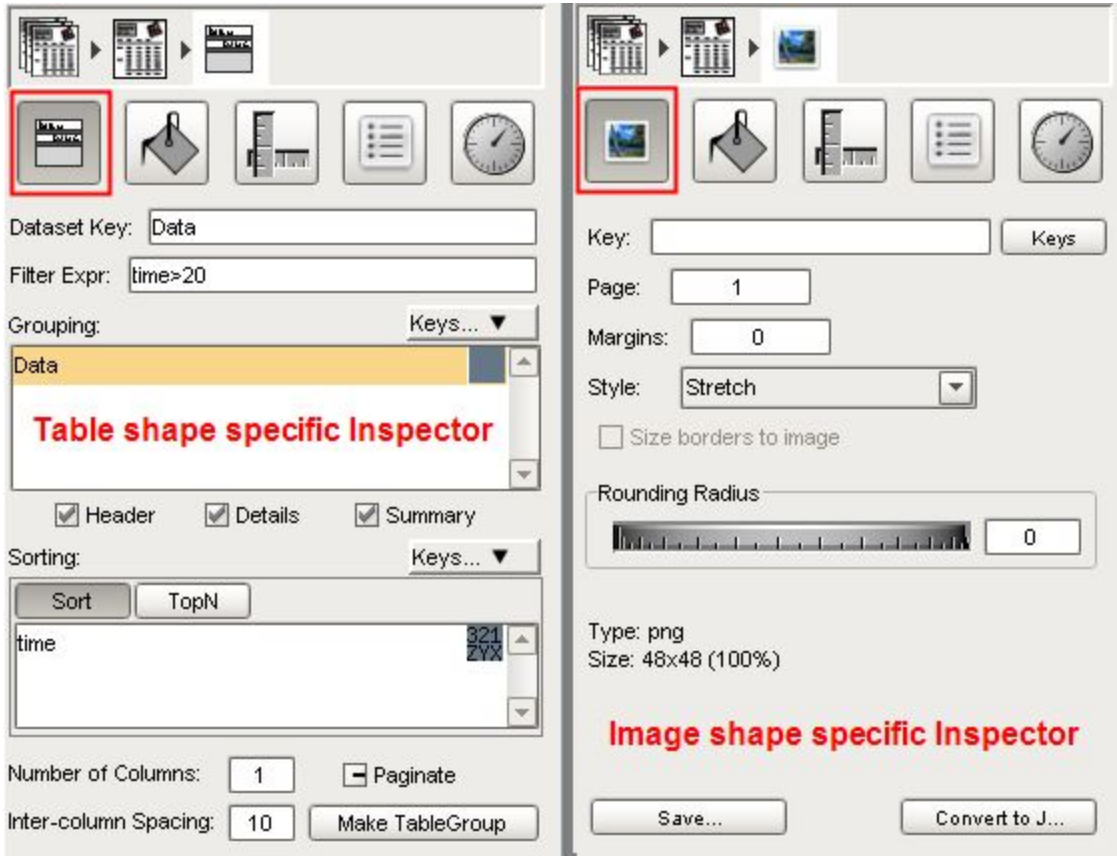 Dataset Key: Data
Filter Expr: time>20
Grouping: Keys... ▼
Data
Table shape specific Inspector
Header Details Summary
Sorting: Keys... ▼
Sort TopN
time 321
ZYX
Number of Columns: 1 Paginate
Inter-column Spacing: 10 Make TableGroup
Key: Keys
Page: 1
Margins: 0
Style: Stretch
Size borders to image
Rounding Radius
0
Type: png
Size: 48x48 (100%)
Image shape specific Inspector
Save... Convert to J...